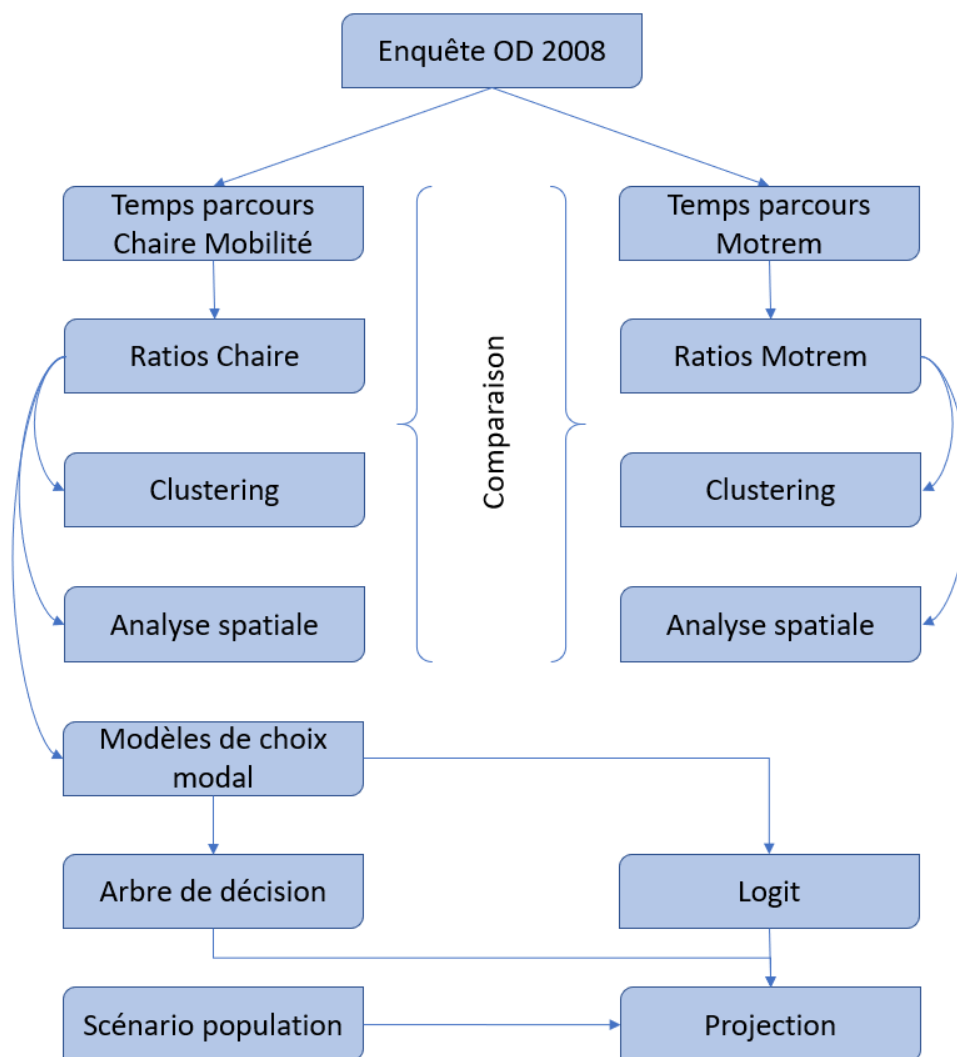 Enquête OD 2008
Temps parcours
Chaire Mobilité
Temps parcours
Motrem
Ratios Chaire
Ratios Motrem
Comparaison
Clustering
Clustering
Analyse spatiale
Analyse spatiale
Modèles de choix
modal
Arbre de décision
Logit
Scénario population
Projection